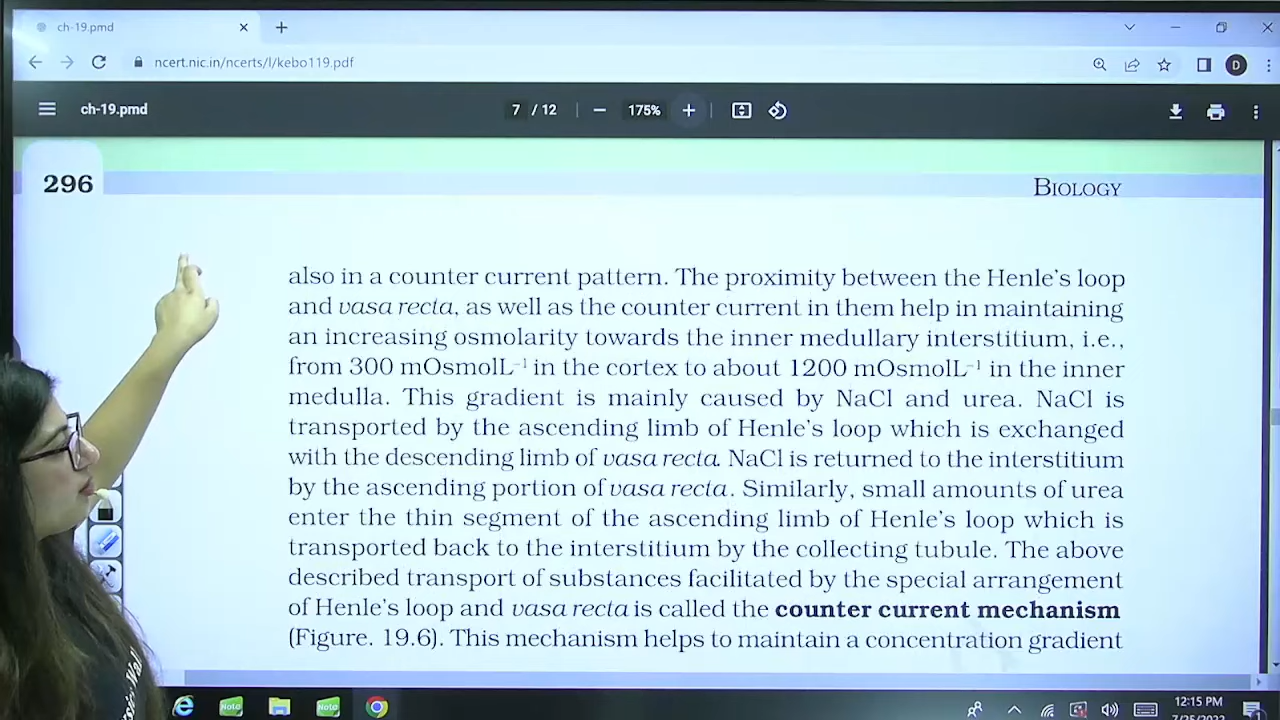 ch-19.pmd
ncert.nic.in/ncerts/l/kebo119.pdf
D
ch-19.pmd
7 / 12
175%
296
BIOLOGY
also in a counter current pattern. The proximity between the Henle's loop
and vasa recta, as well as the counter current in them help in maintaining
an increasing osmolarity towards the inner medullary interstitium, i.e.,
from 300 mOsmolL⁻¹ in the cortex to about 1200 mOsmolL⁻¹ in the inner
medulla. This gradient is mainly caused by NaCl and urea. NaCl is
transported by the ascending limb of Henle's loop which is exchanged
with the descending limb of vasa recta. NaCl is returned to the interstitium
by the ascending portion of vasa recta. Similarly, small amounts of urea
enter the thin segment of the ascending limb of Henle's loop which is
transported back to the interstitium by the collecting tubule. The above
described transport of substances facilitated by the special arrangement
of Henle's loop and vasa recta is called the counter current mechanism
(Figure. 19.6). This mechanism helps to maintain a concentration gradient
Note
Note
12:15 PM